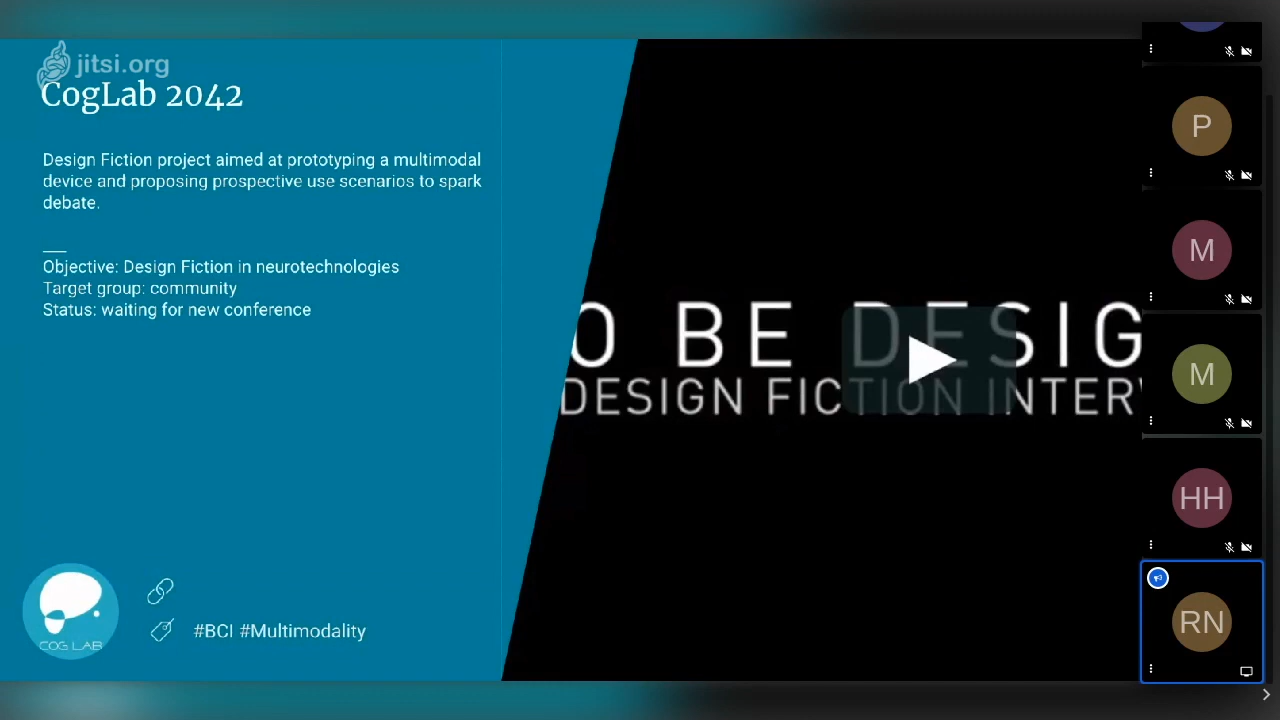 jitsi.org
CogLab 2042
Design Fiction project aimed at prototyping a multimodal
device and proposing prospective use scenarios to spark
debate.
Objective: Design Fiction in neurotechnologies
Target group: community
Status: waiting for new conference
O BE DESIG
DESIGN FICTION INTERV
COG LAB
#BCI #Multimodality
P
M
M
HH
RN